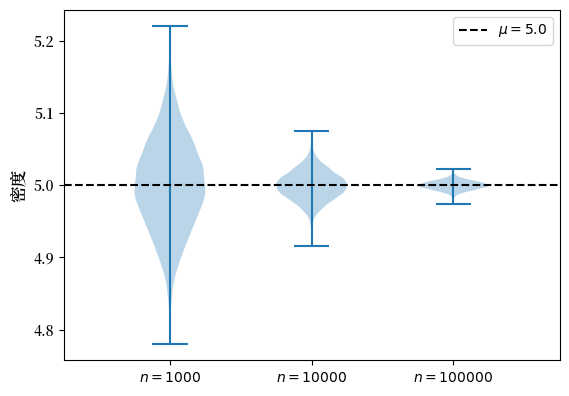 5.2
5.1
5.0
4.9
4.8
密度
μ = 5.0
n = 1000
n = 10000
n = 100000